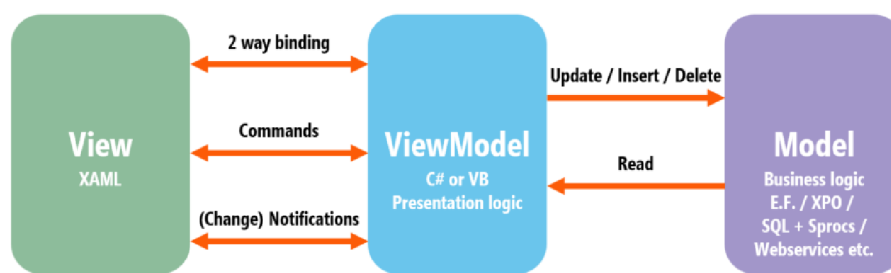 View
XAML
2 way binding
Commands
(Change) Notifications
ViewModel
C# or VB
Presentation logic
Update / Insert / Delete
Read
Model
Business logic
E.F. / XPO /
SQL + Sprocs /
Webservices etc.